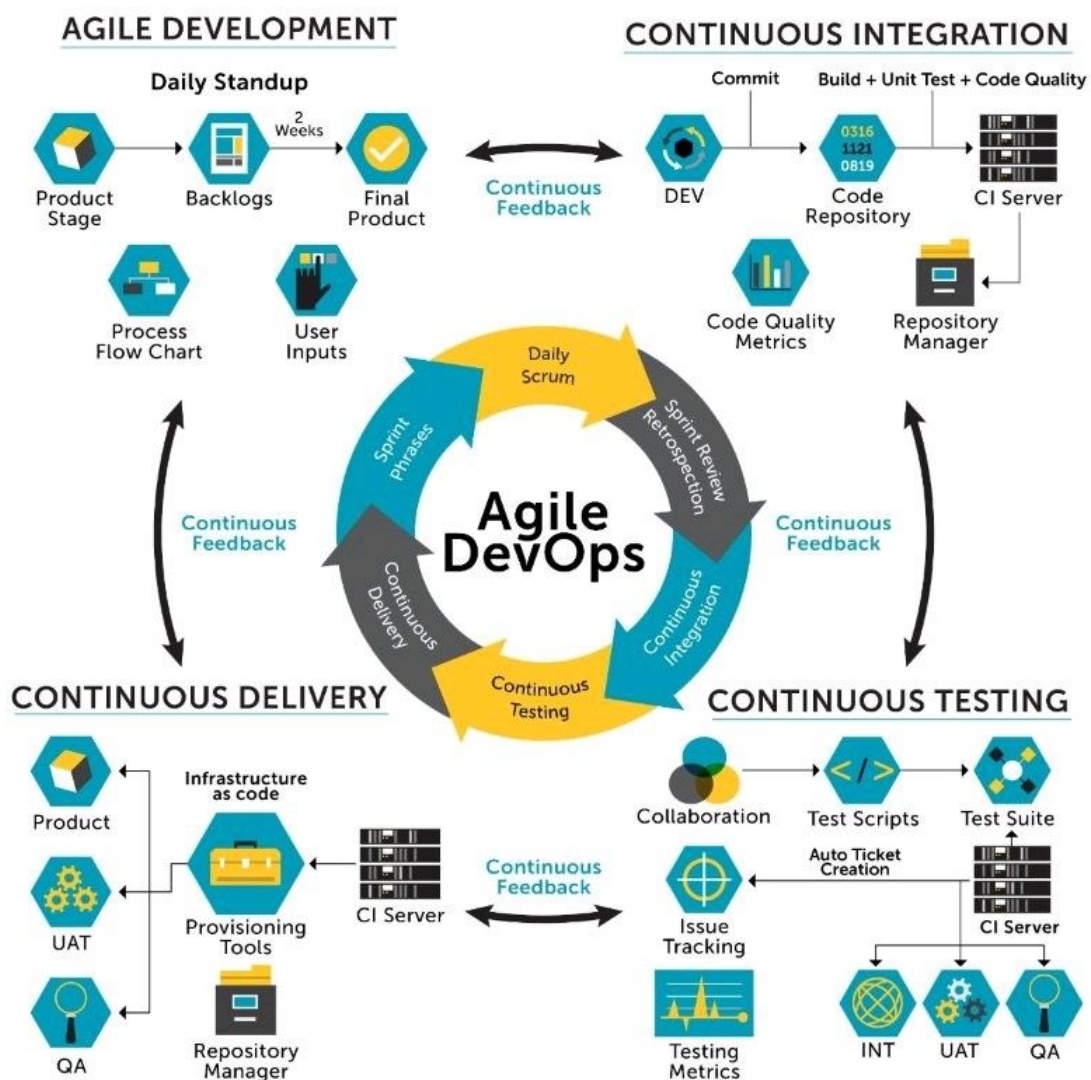 AGILE DEVELOPMENT
Daily Standup
Product
Stage
Backlogs
2
Weeks
Final
Product
Process
Flow Chart
User
Inputs
Continuous
Feedback
CONTINUOUS INTEGRATION
Commit
Build + Unit Test + Code Quality
DEV
0316
1121
0819
Code
Repository
CI Server
Code Quality
Metrics
Repository
Manager
Daily
Scrum
Sprint Review
Retrospection
Continuous
Integration
Continuous
Testing
Continuous
Delivery
Sprint
Phrases
Agile
DevOps
Continuous
Feedback
Continuous
Feedback
CONTINUOUS DELIVERY
Product
UAT
QA
Infrastructure
as code
Provisioning
Tools
Repository
Manager
CI Server
Continuous
Feedback
CONTINUOUS TESTING
Collaboration
</>
Test Scripts
Test Suite
Auto Ticket
Creation
Issue
Tracking
CI Server
Testing
Metrics
INT
UAT
QA